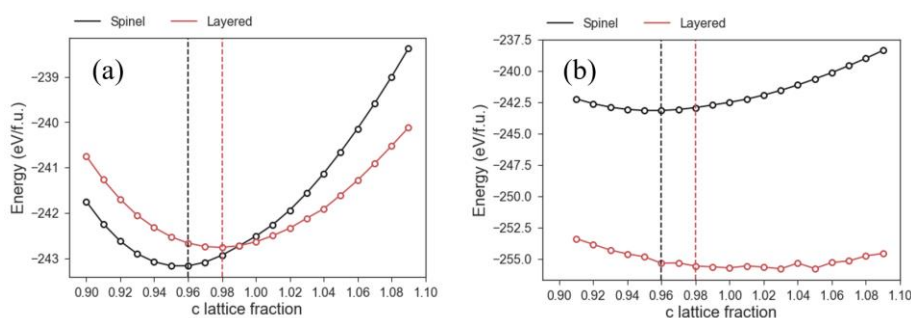 Spinel Layered
(a)
Energy (eV/f.u.)
−239
−240
−241
−242
−243
0.90 0.92 0.94 0.96 0.98 1.00 1.02 1.04 1.06 1.08 1.10
c lattice fraction
Spinel Layered
(b)
Energy (eV/f.u.)
−237.5
−240.0
−242.5
−245.0
−247.5
−250.0
−252.5
−255.0
0.90 0.92 0.94 0.96 0.98 1.00 1.02 1.04 1.06 1.08 1.10
c lattice fraction